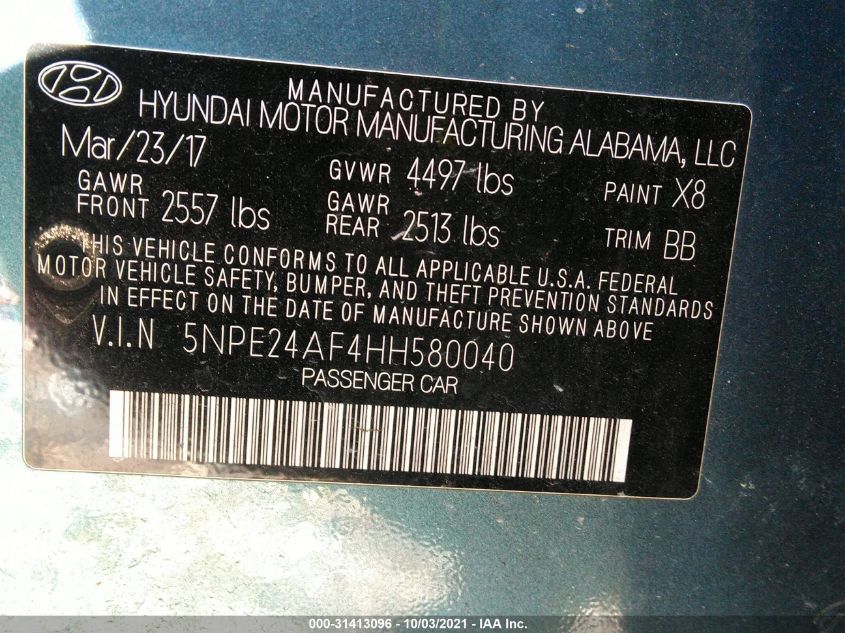 MANUFACTURED BY
HYUNDAI MOTOR MANUFACTURING ALABAMA, LLC
Mar/23/17 GVWR 4497 lbs PAINT X8
GAWR FRONT 2557 lbs GAWR REAR 2513 lbs TRIM BB
THIS VEHICLE CONFORMS TO ALL APPLICABLE U.S.A. FEDERAL
MOTOR VEHICLE SAFETY, BUMPER, AND THEFT PREVENTION STANDARDS
IN EFFECT ON THE DATE OF MANUFACTURE SHOWN ABOVE
V.I.N 5NPE24AF4HH580040
PASSENGER CAR
000-31413096 - 10/03/2021 - IAA Inc.